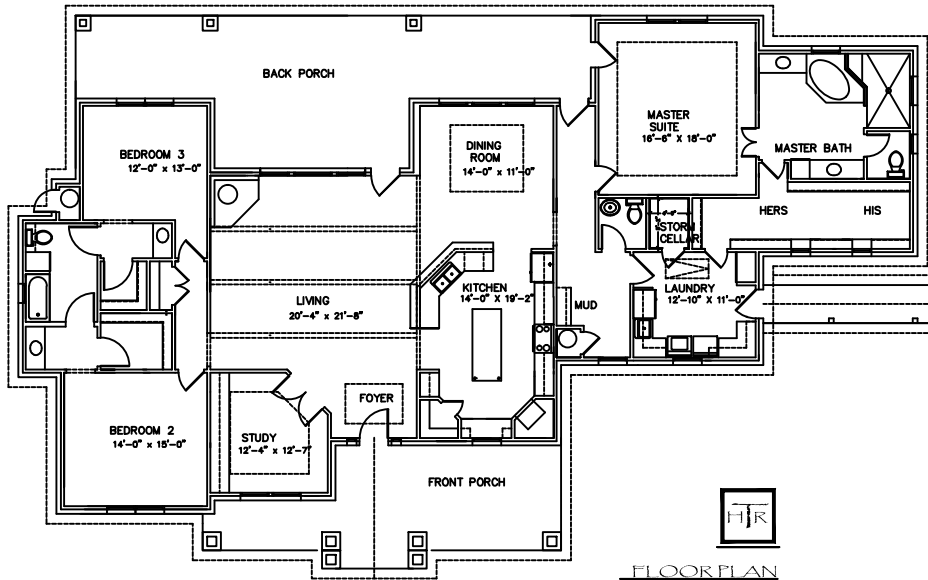 BACK PORCH
BEDROOM 3
12'-0" X 13'-0"
DINING
ROOM
14'-0" X 11'-0"
MASTER
SUITE
16'-6" X 18'-0"
MASTER BATH
HERS
HIS
STORM
CELLAR
LIVING
20'-4" X 21'-8"
KITCHEN
14'-0" X 19'-2"
MUD
LAUNDRY
12'-10" X 11'-0"
FOYER
BEDROOM 2
14'-0" X 15'-0"
STUDY
12'-4" X 12'-7"
FRONT PORCH
HTR
FLOOR PLAN